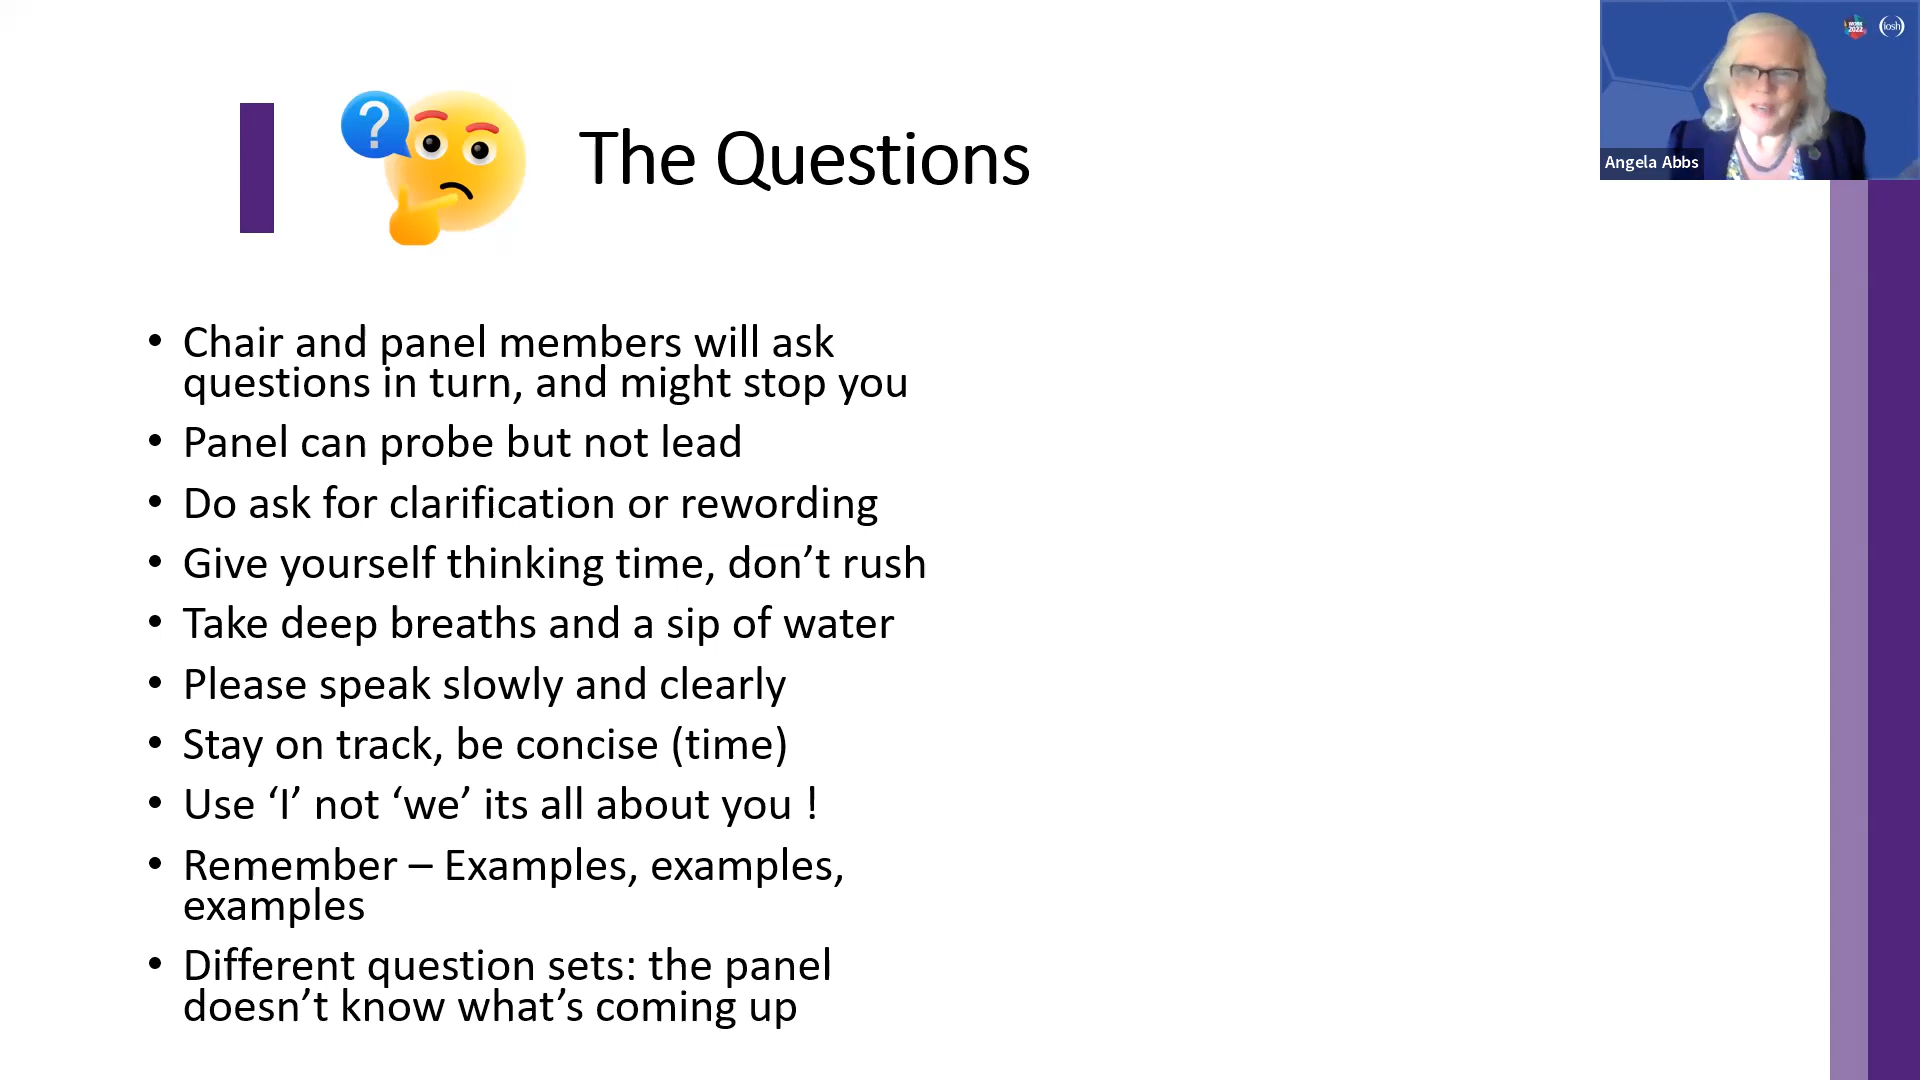 WORK
2022
iosh
Angela Abbs
?
The Questions
• Chair and panel members will ask
questions in turn, and might stop you
• Panel can probe but not lead
• Do ask for clarification or rewording
• Give yourself thinking time, don’t rush
• Take deep breaths and a sip of water
• Please speak slowly and clearly
• Stay on track, be concise (time)
• Use ‘I’ not ‘we’ its all about you !
• Remember – Examples, examples,
examples
• Different question sets: the panel
doesn’t know what’s coming up